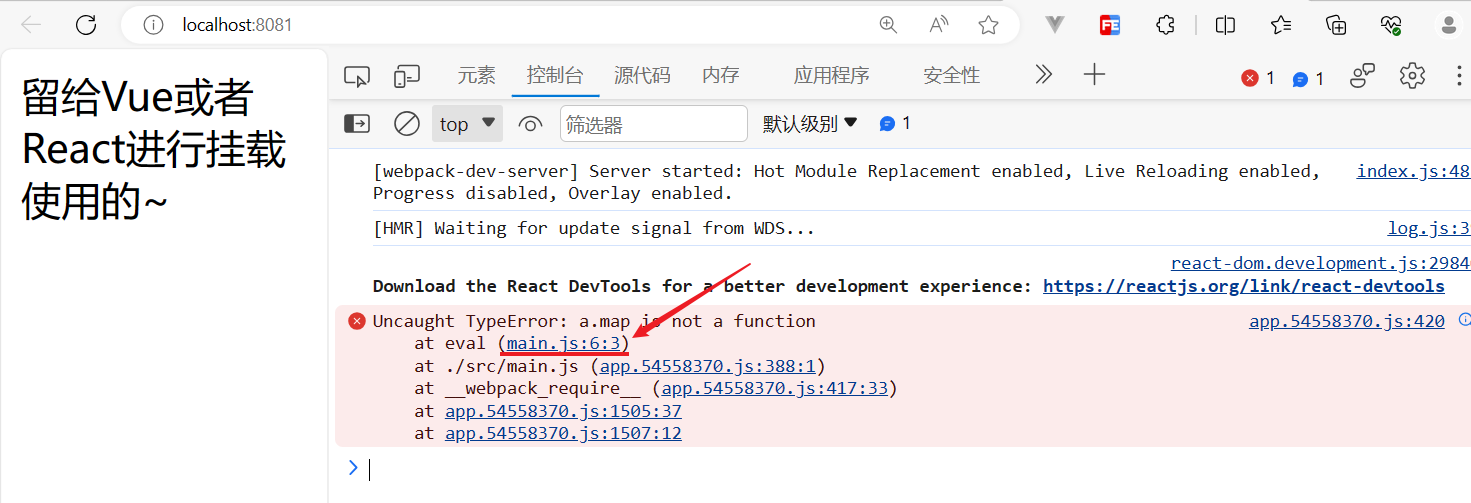 localhost:8081
留给Vue或者
React进行挂载
使用的~
元素 控制台 源代码 内存 应用程序 安全性 1 1
top 筛选器 默认级别 1
[webpack-dev-server] Server started: Hot Module Replacement enabled, Live Reloading enabled, index.js:48
Progress disabled, Overlay enabled.
[HMR] Waiting for update signal from WDS... log.js:3
react-dom.development.js:2984
Download the React DevTools for a better development experience: https://reactjs.org/link/react-devtools
Uncaught TypeError: a.map is not a function app.54558370.js:420
at eval (main.js:6:3)
at ./src/main.js (app.54558370.js:388:1)
at __webpack_require__ (app.54558370.js:417:33)
at app.54558370.js:1505:37
at app.54558370.js:1507:12